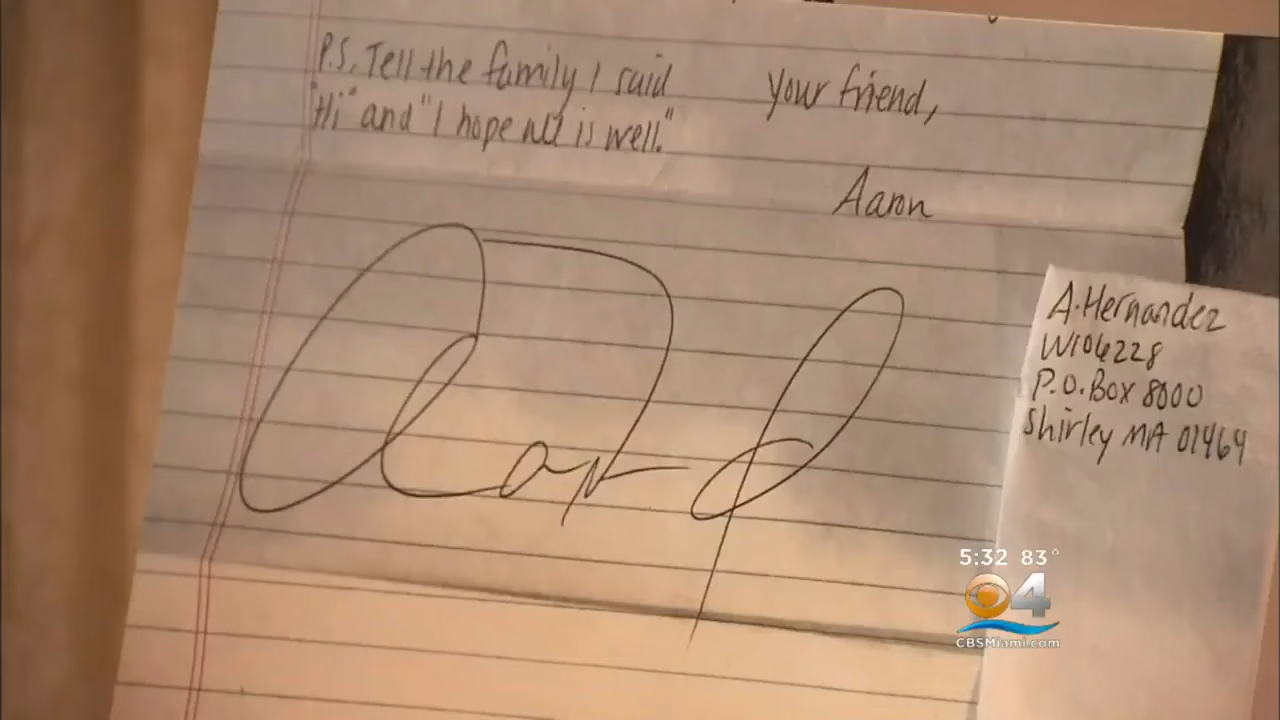 P.S. Tell the family I said
"Hi" and "I hope all is well."
Your friend,
Aaron
A. Hernandez
W106228
P.O. Box 8000
Shirley MA 01464
5:32 83°
4
CBSMiami.com